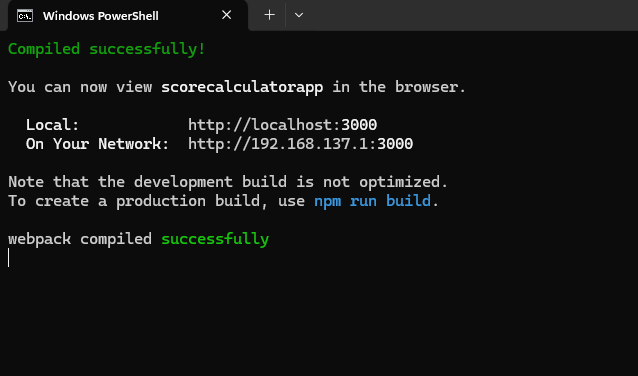 Windows PowerShell
Compiled successfully!
You can now view scorecalculatorapp in the browser.
Local: http://localhost:3000
On Your Network: http://192.168.137.1:3000
Note that the development build is not optimized.
To create a production build, use npm run build.
webpack compiled successfully